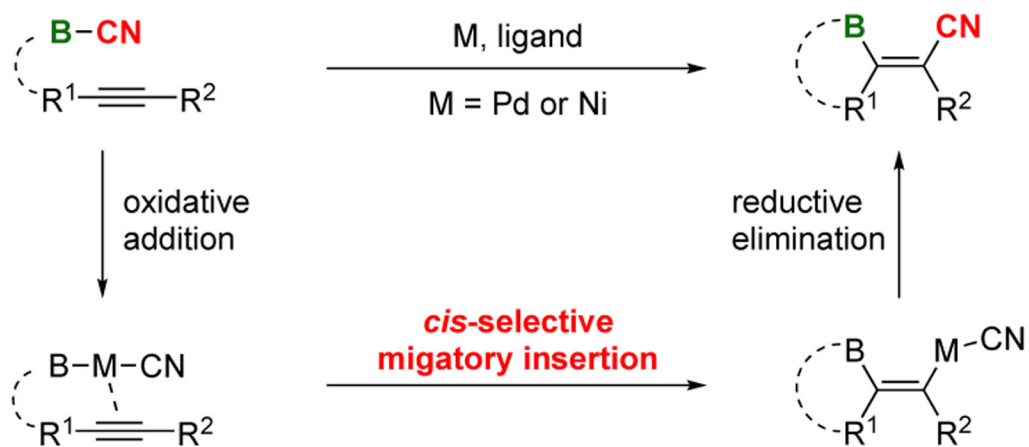 B–CN
R¹ R²
M, ligand
M = Pd or Ni
B CN
R¹ R²
oxidative
addition
reductive
elimination
B–M–CN
R¹ R²
cis-selective
migatory insertion
B M CN
R¹ R²